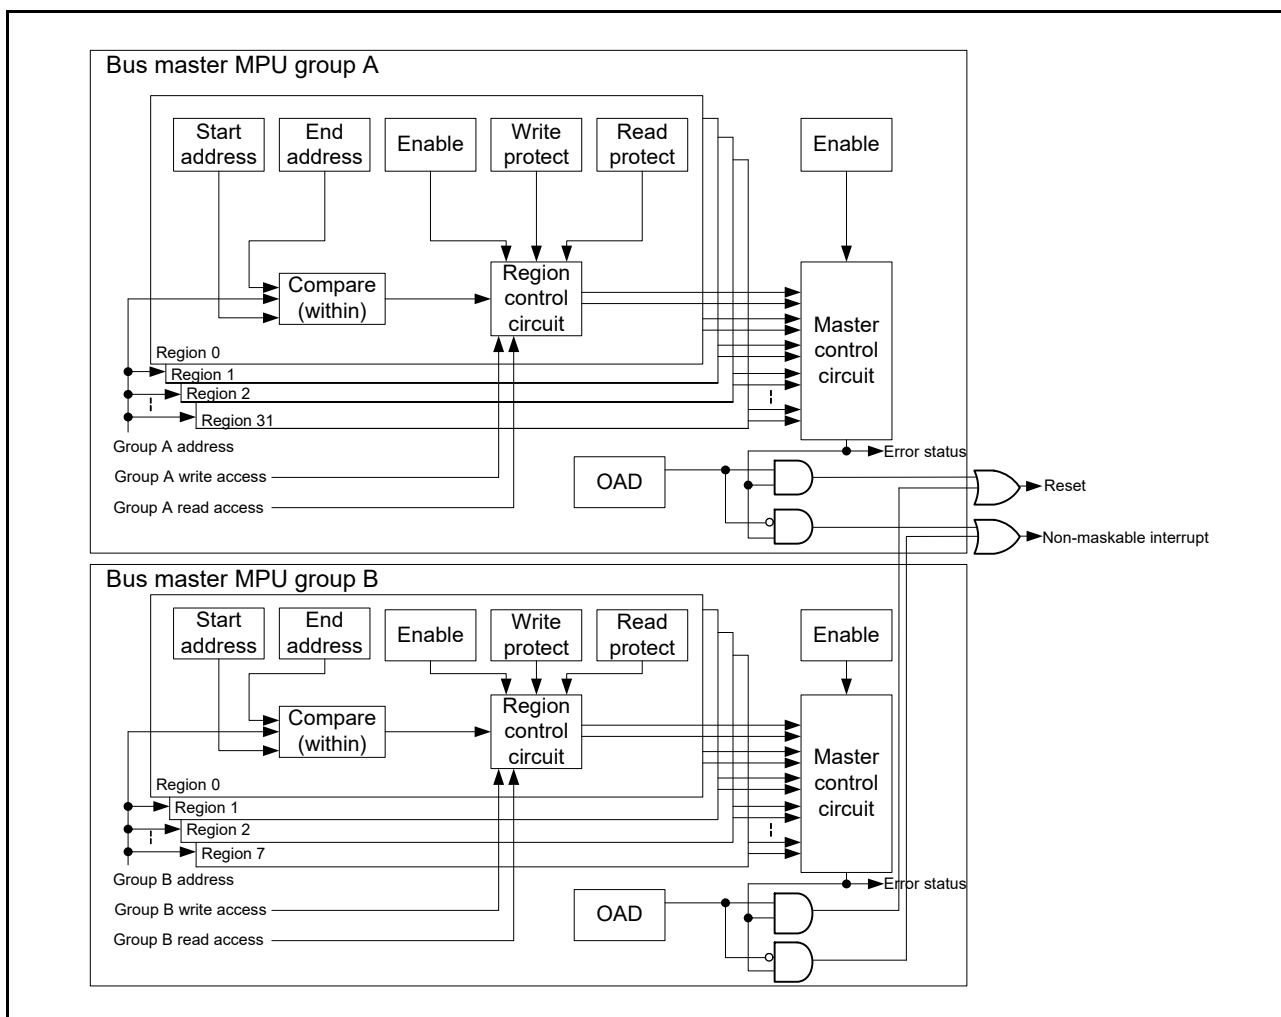 Bus master MPU group A
Start
address
End
address
Enable
Write
protect
Read
protect
Enable
Compare
(within)
Region
control
circuit
Master
control
circuit
Region 0
Region 1
Region 2
Region 31
Group A address
Group A write access
Group A read access
OAD
Error status
Reset
Non-maskable interrupt
Bus master MPU group B
Start
address
End
address
Enable
Write
protect
Read
protect
Enable
Compare
(within)
Region
control
circuit
Master
control
circuit
Region 0
Region 1
Region 2
Region 7
Group B address
Group B write access
Group B read access
OAD
Error status